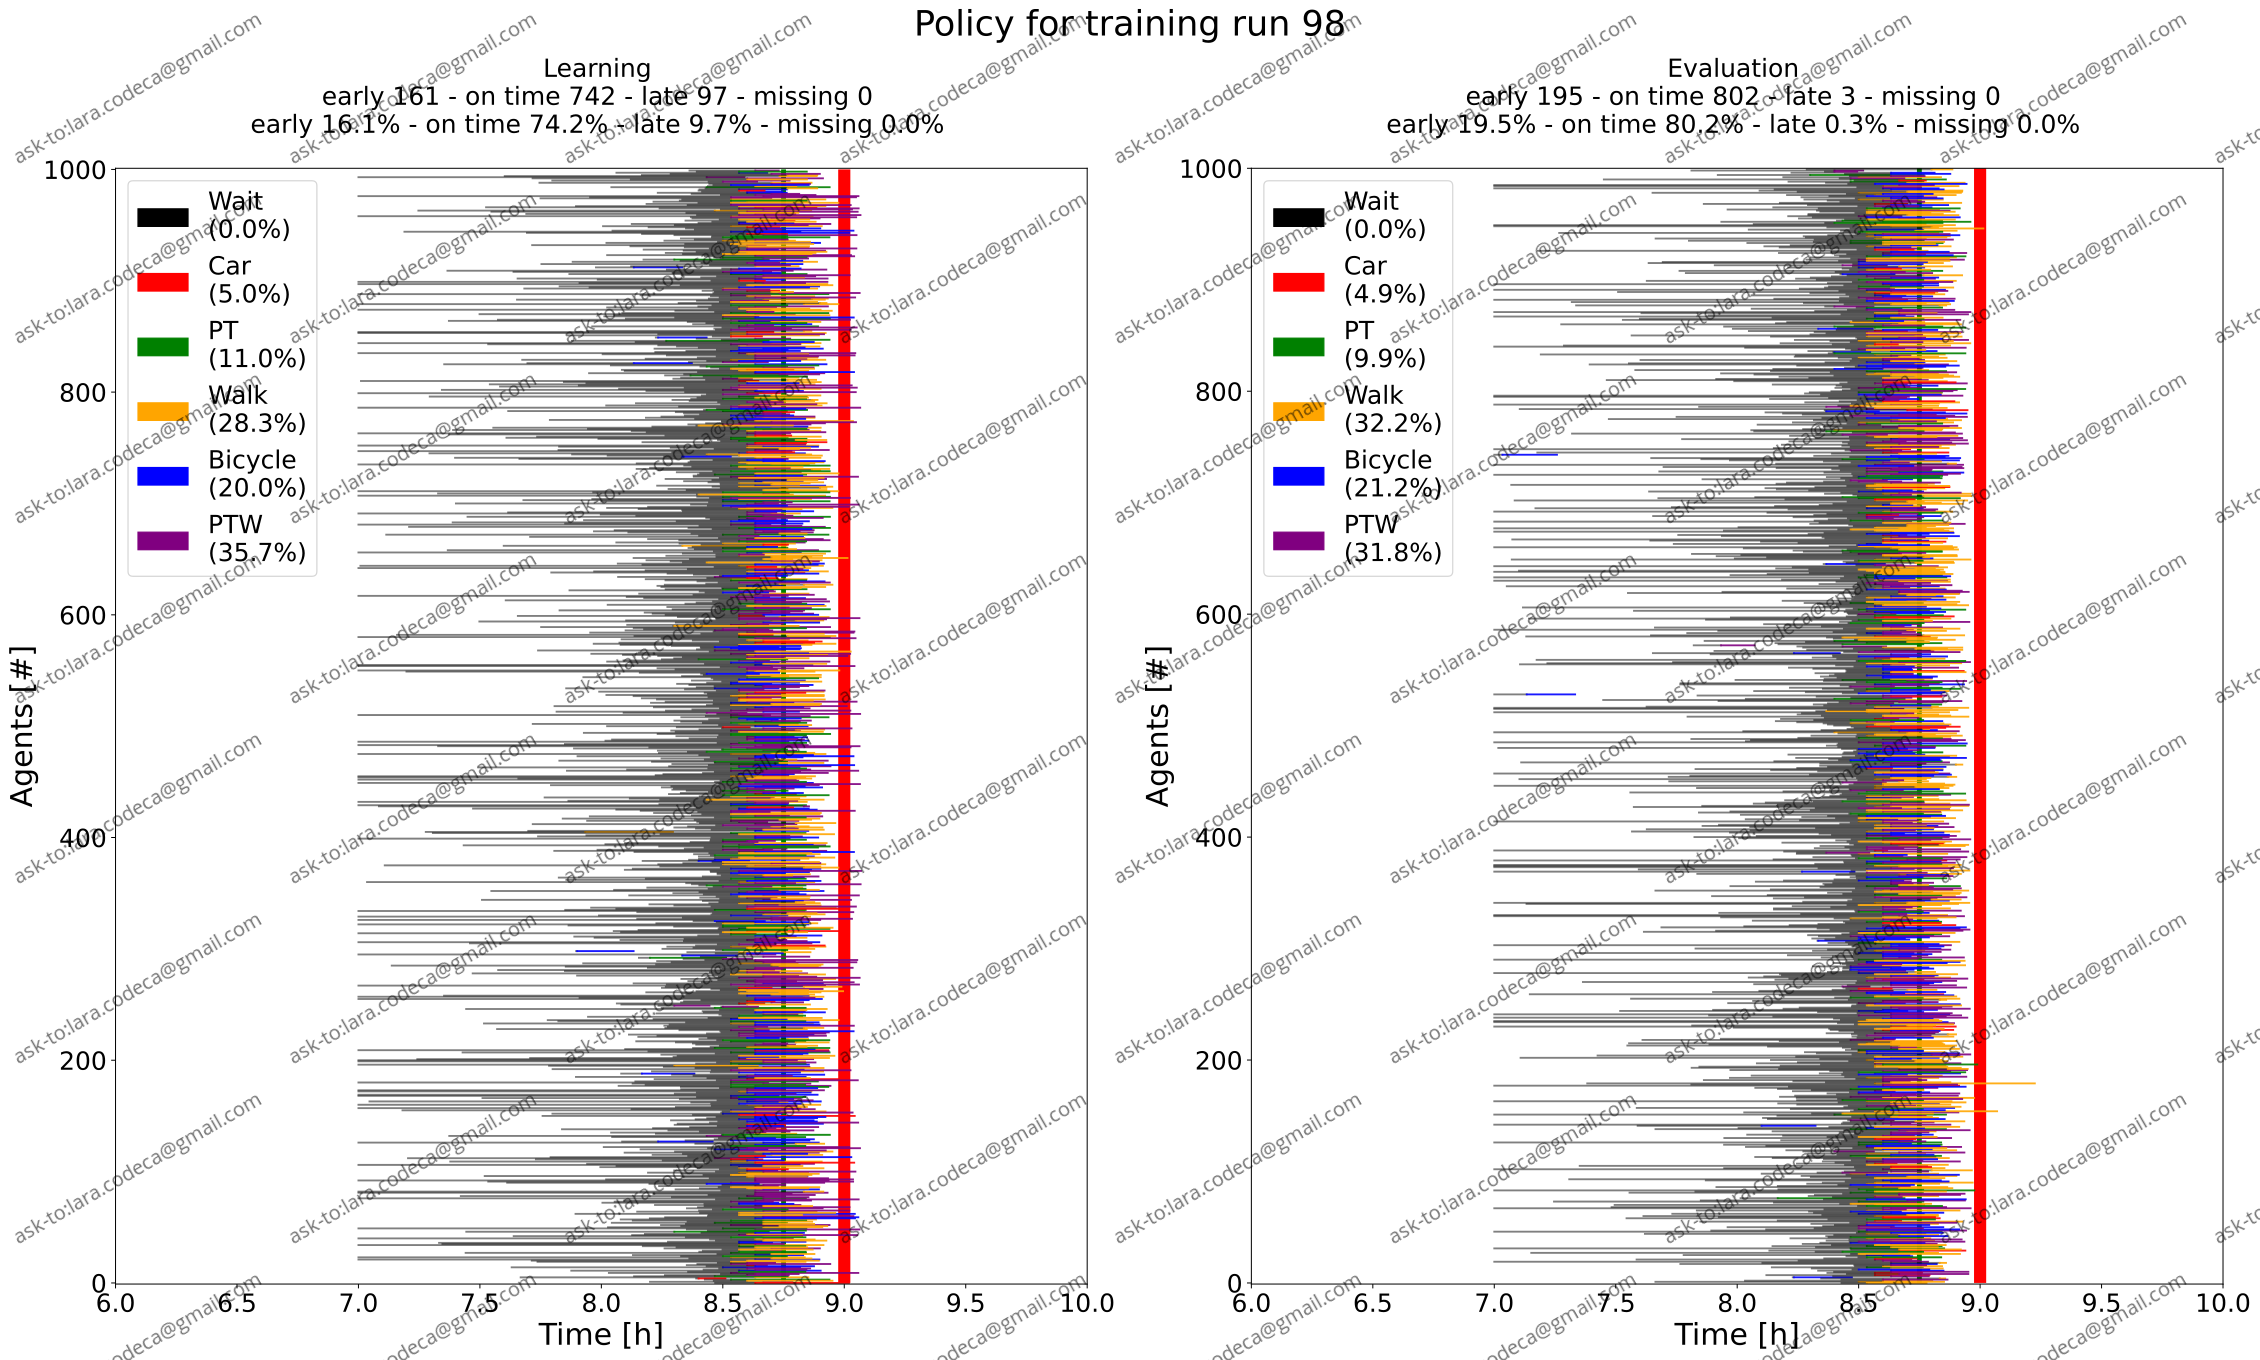 Policy for training run 98
Learning
early 161 - on time 742 - late 97 - missing 0
early 16.1% - on time 74.2% - late 9.7% - missing 0.0%
Evaluation
early 195 - on time 802 - late 3 - missing 0
early 19.5% - on time 80.2% - late 0.3% - missing 0.0%
Wait
(0.0%)
Car
(5.0%)
PT
(11.0%)
Walk
(28.3%)
Bicycle
(20.0%)
PTW
(35.7%)
1000
800
600
400
200
0
Agents [#]
6.0 6.5 7.0 7.5 8.0 8.5 9.0 9.5 10.0
Time [h]
Wait
(0.0%)
Car
(4.9%)
PT
(9.9%)
Walk
(32.2%)
Bicycle
(21.2%)
PTW
(31.8%)
1000
800
600
400
200
0
Agents [#]
6.0 6.5 7.0 7.5 8.0 8.5 9.0 9.5 10.0
Time [h]
ask-to:lara.codeca@gmail.com